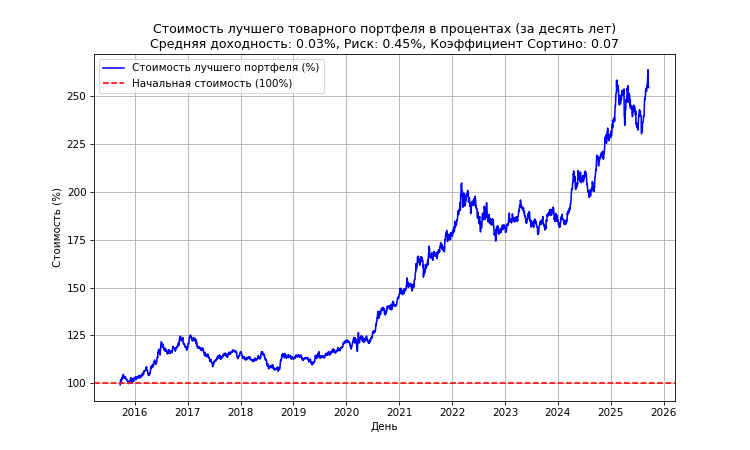 Стоимость лучшего товарного портфеля в процентах (за десять лет)
Средняя доходность: 0.03%, Риск: 0.45%, Коэффициент Сортино: 0.07
Стоимость лучшего портфеля (%)
Начальная стоимость (100%)
Стоимость (%)
250
225
200
175
150
125
100
2016 2017 2018 2019 2020 2021 2022 2023 2024 2025 2026
День